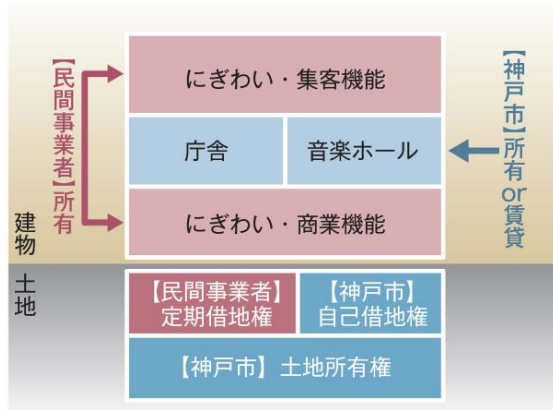 にぎわい・集客機能
【民間事業者】所有
【神戸市】所有or賃貸
庁舎
音楽ホール
にぎわい・商業機能
建物
土地
【民間事業者】
定期借地権
【神戸市】
自己借地権
【神戸市】土地所有権